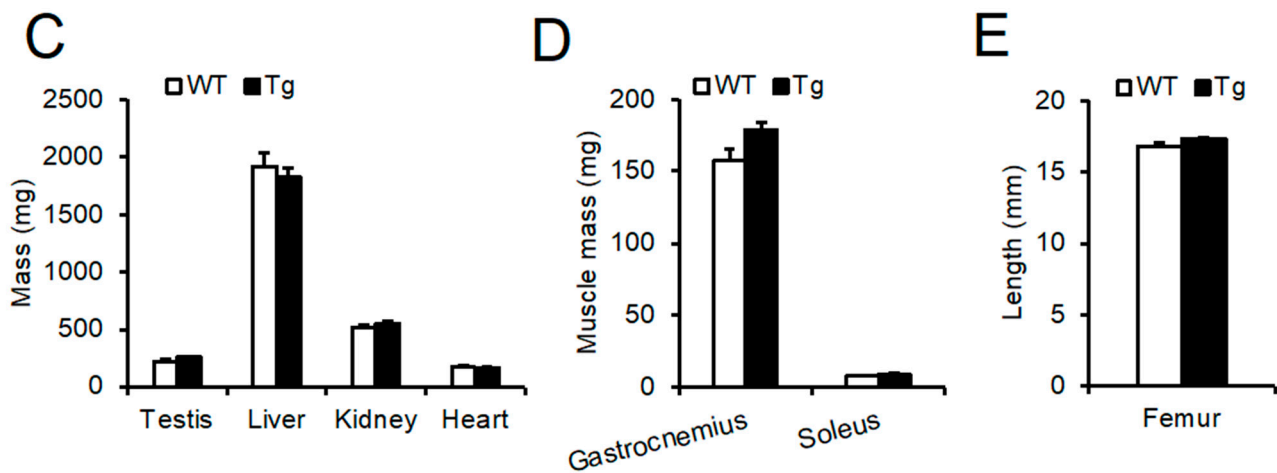 C
WT Tg
2500
2000
1500
1000
500
0
Mass (mg)
Testis Liver Kidney Heart
D
WT Tg
200
150
100
50
0
Muscle mass (mg)
Gastrocnemius Soleus
E
WT Tg
20
15
10
5
0
Length (mm)
Femur